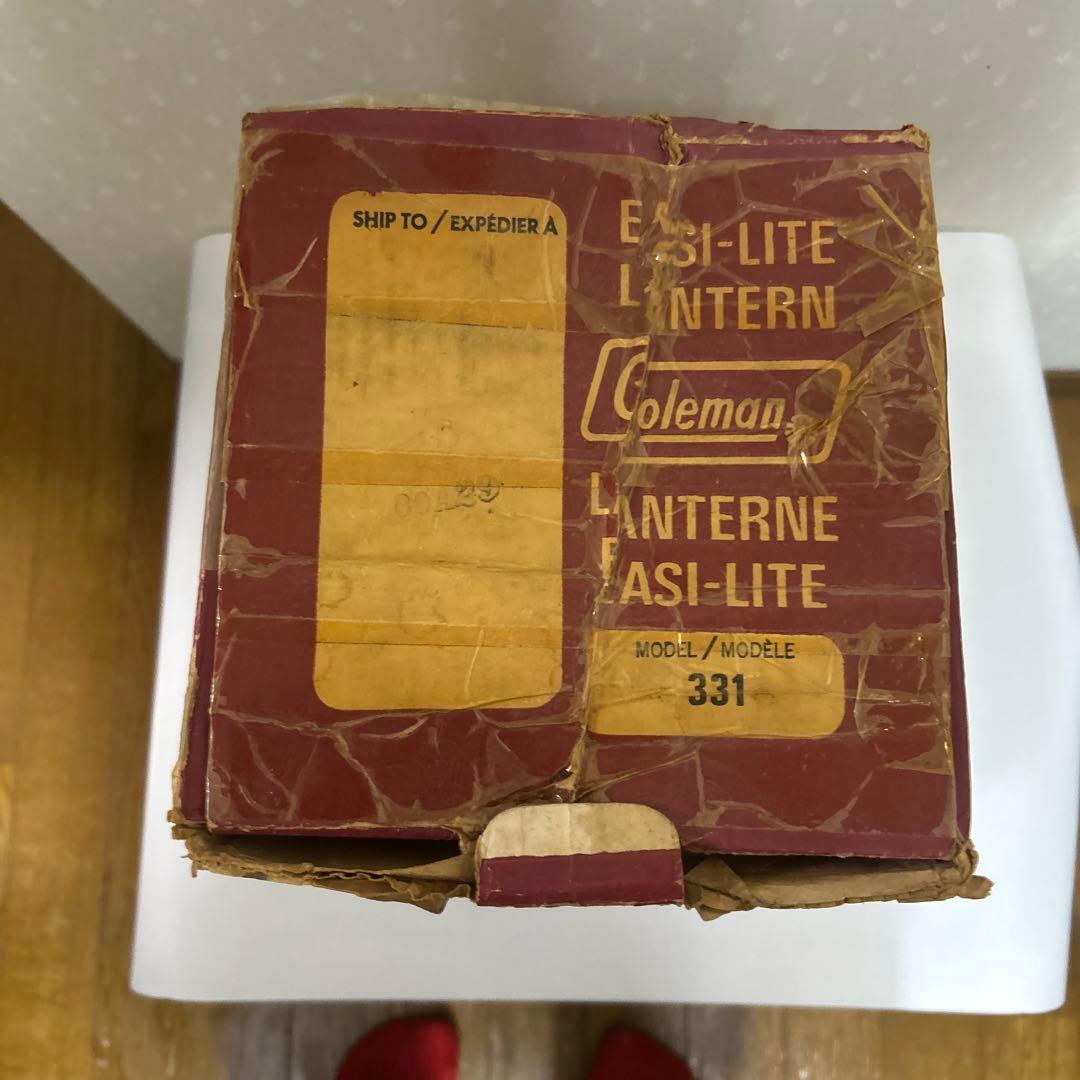 SHIP TO / EXPÉDIER À
EASI-LITE
LANTERN
Coleman
LANTERNE
EASI-LITE
MODEL / MODÈLE
331